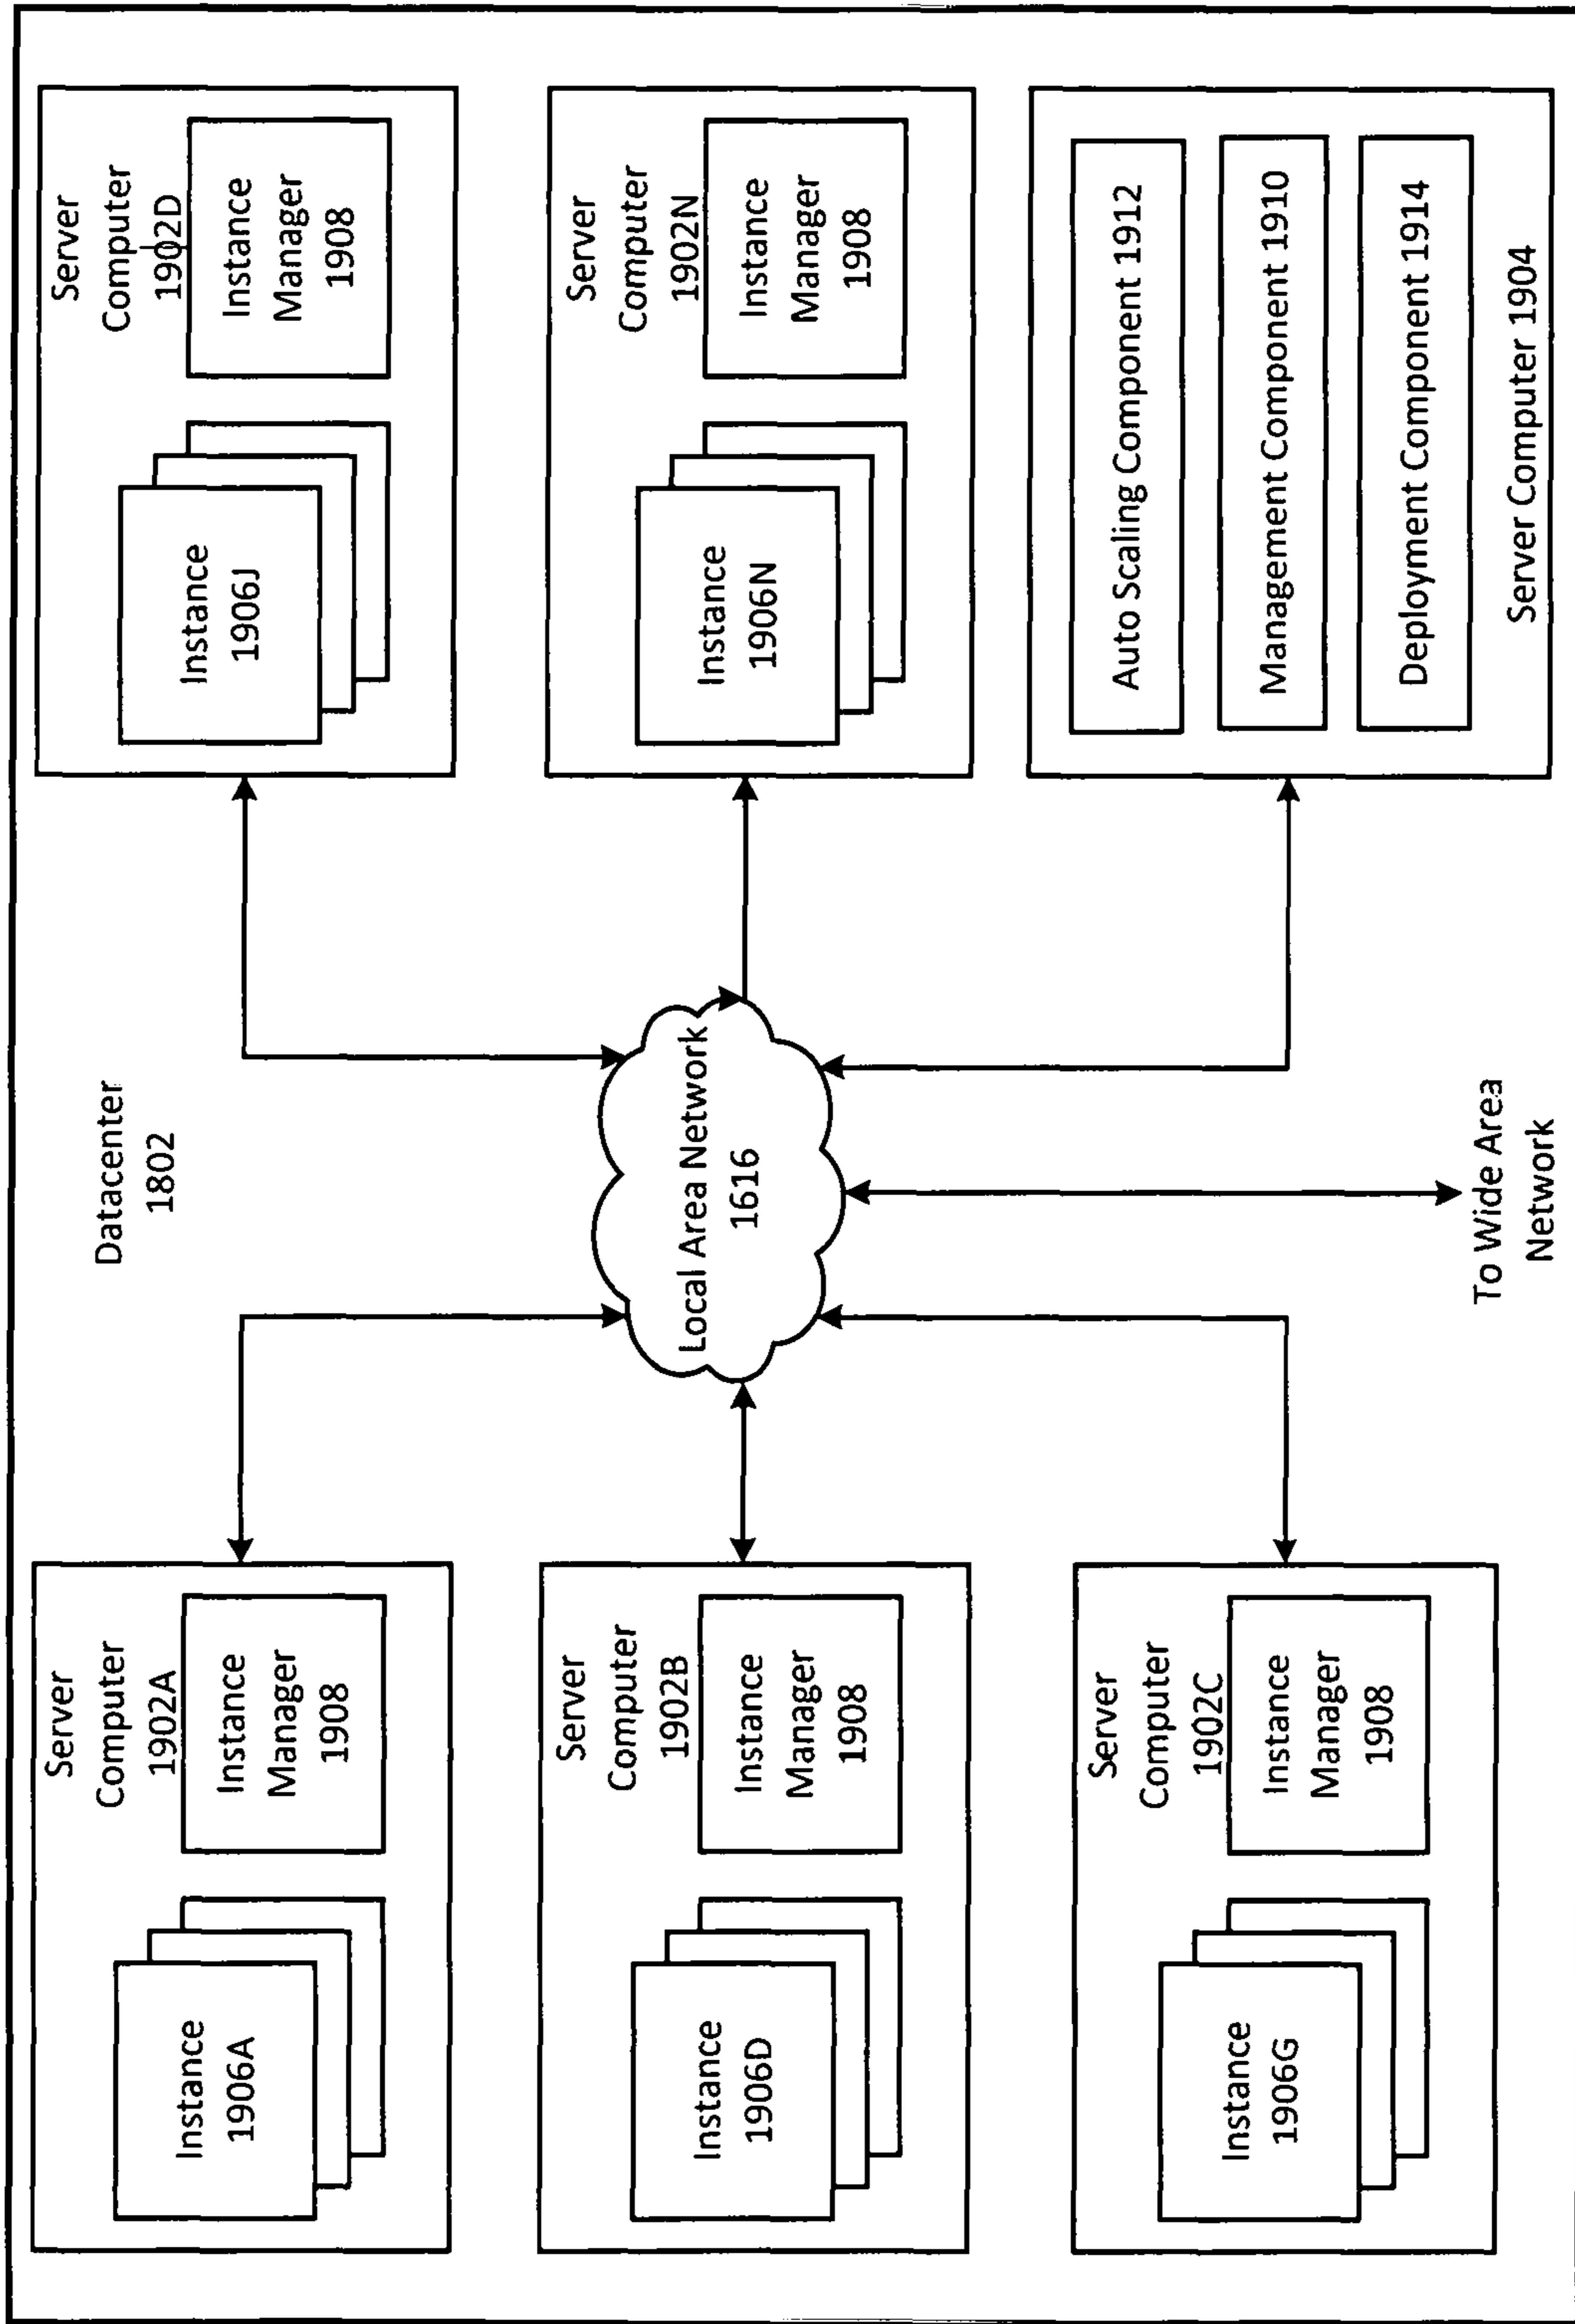 Datacenter
1802
Server
Computer
1902A
Instance
Manager
1908
Instance
1906A
Server
Computer
1902B
Instance
Manager
1908
Instance
1906D
Server
Computer
1902C
Instance
Manager
1908
Instance
1906G
Local Area Network
1616
To Wide Area
Network
Server
Computer
1902D
Instance
Manager
1908
Instance
1906J
Server
Computer
1902N
Instance
Manager
1908
Instance
1906N
Auto Scaling Component 1912
Management Component 1910
Deployment Component 1914
Server Computer 1904